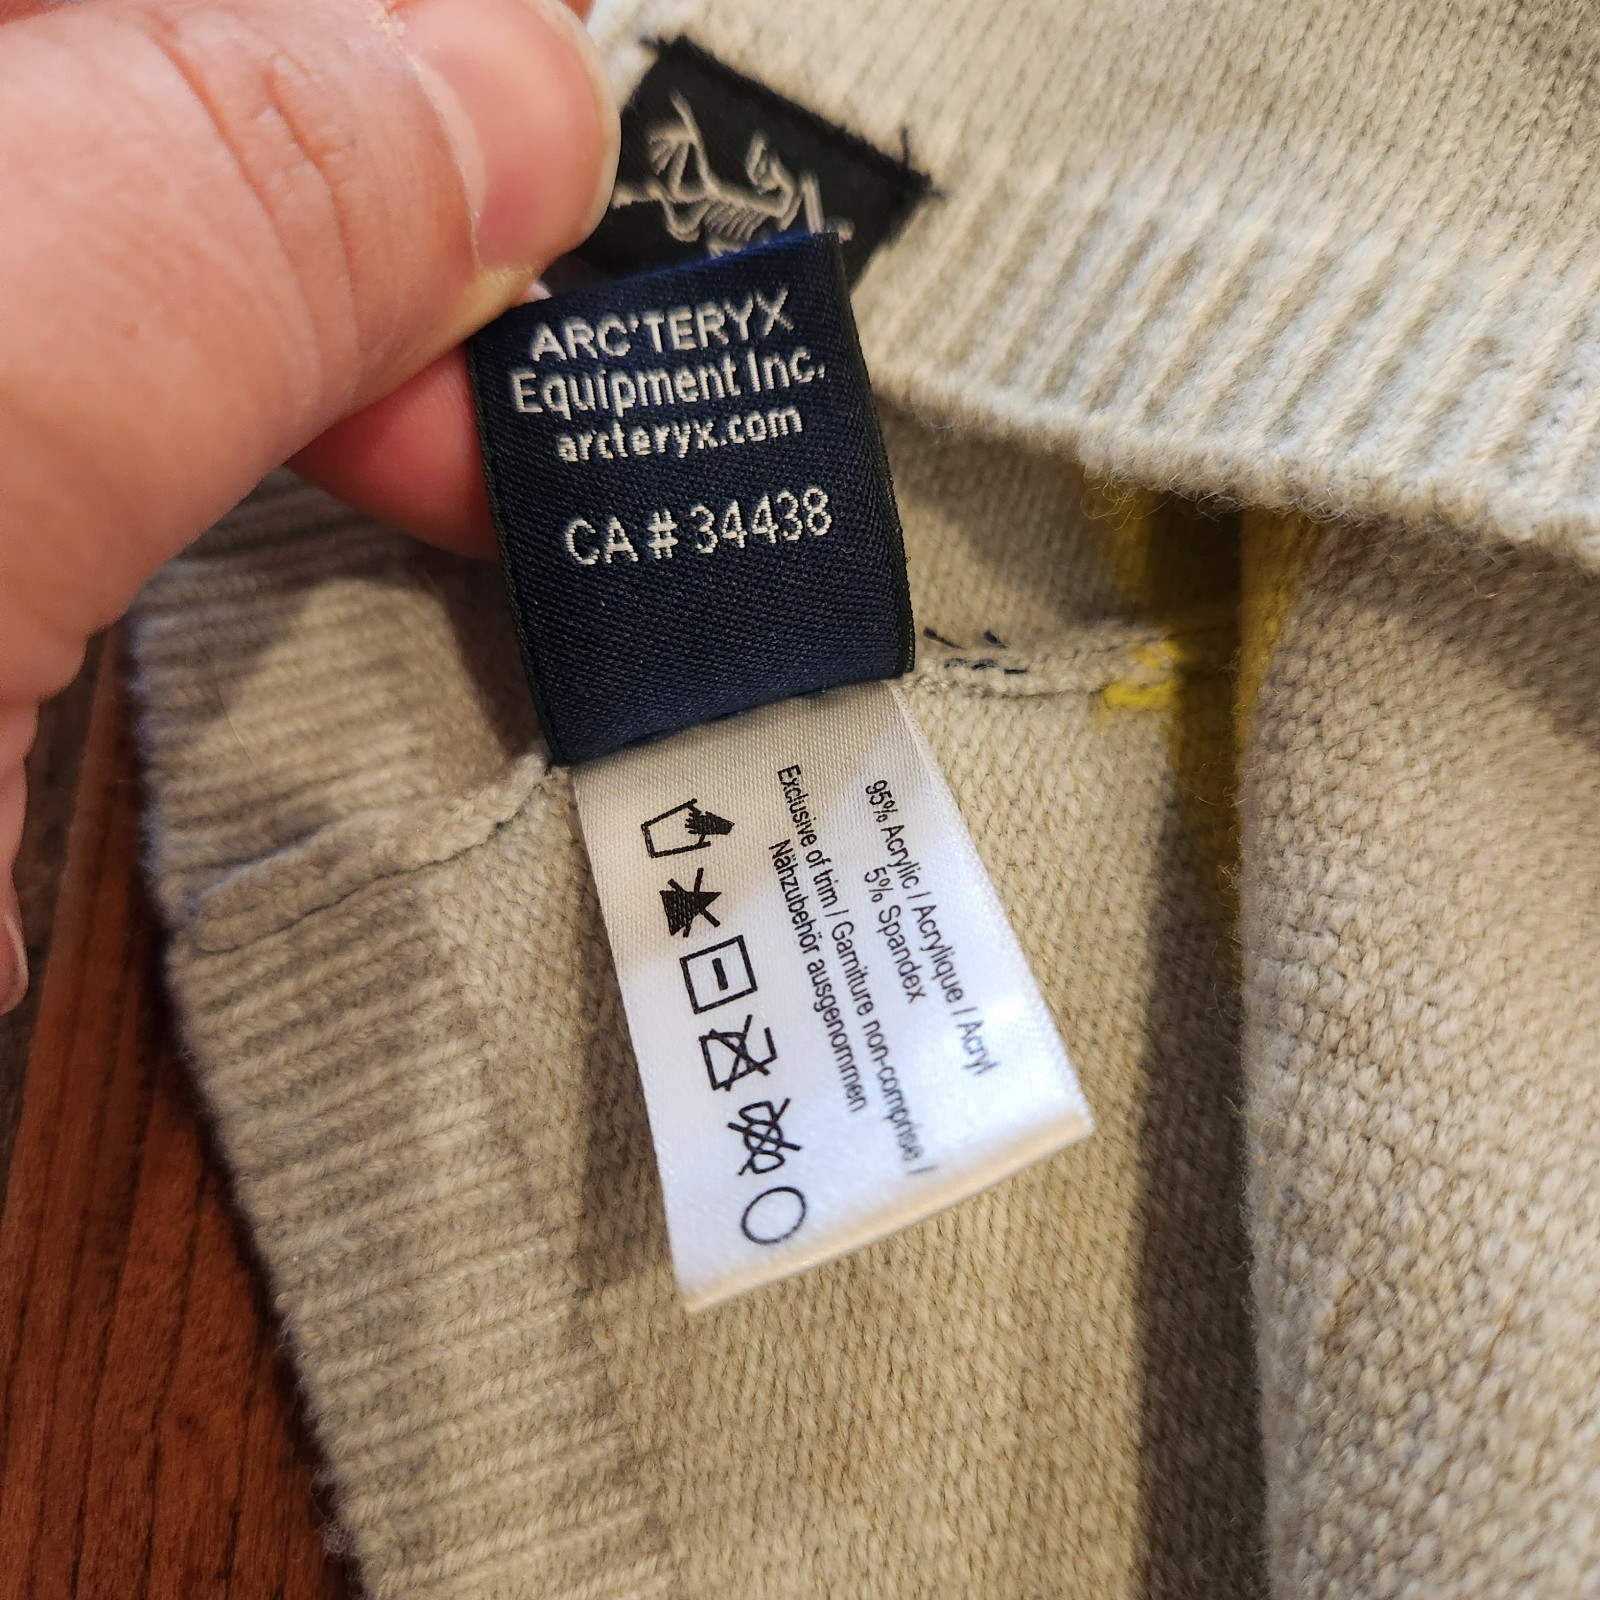 ARC'TERYX
Equipment Inc.
arcteryx.com
CA # 34438
95% Acrylic / Acrylique / Acryl
5% Spandex
Exclusive of trim / Garniture non-comprise /
Nähzubehör ausgenommen